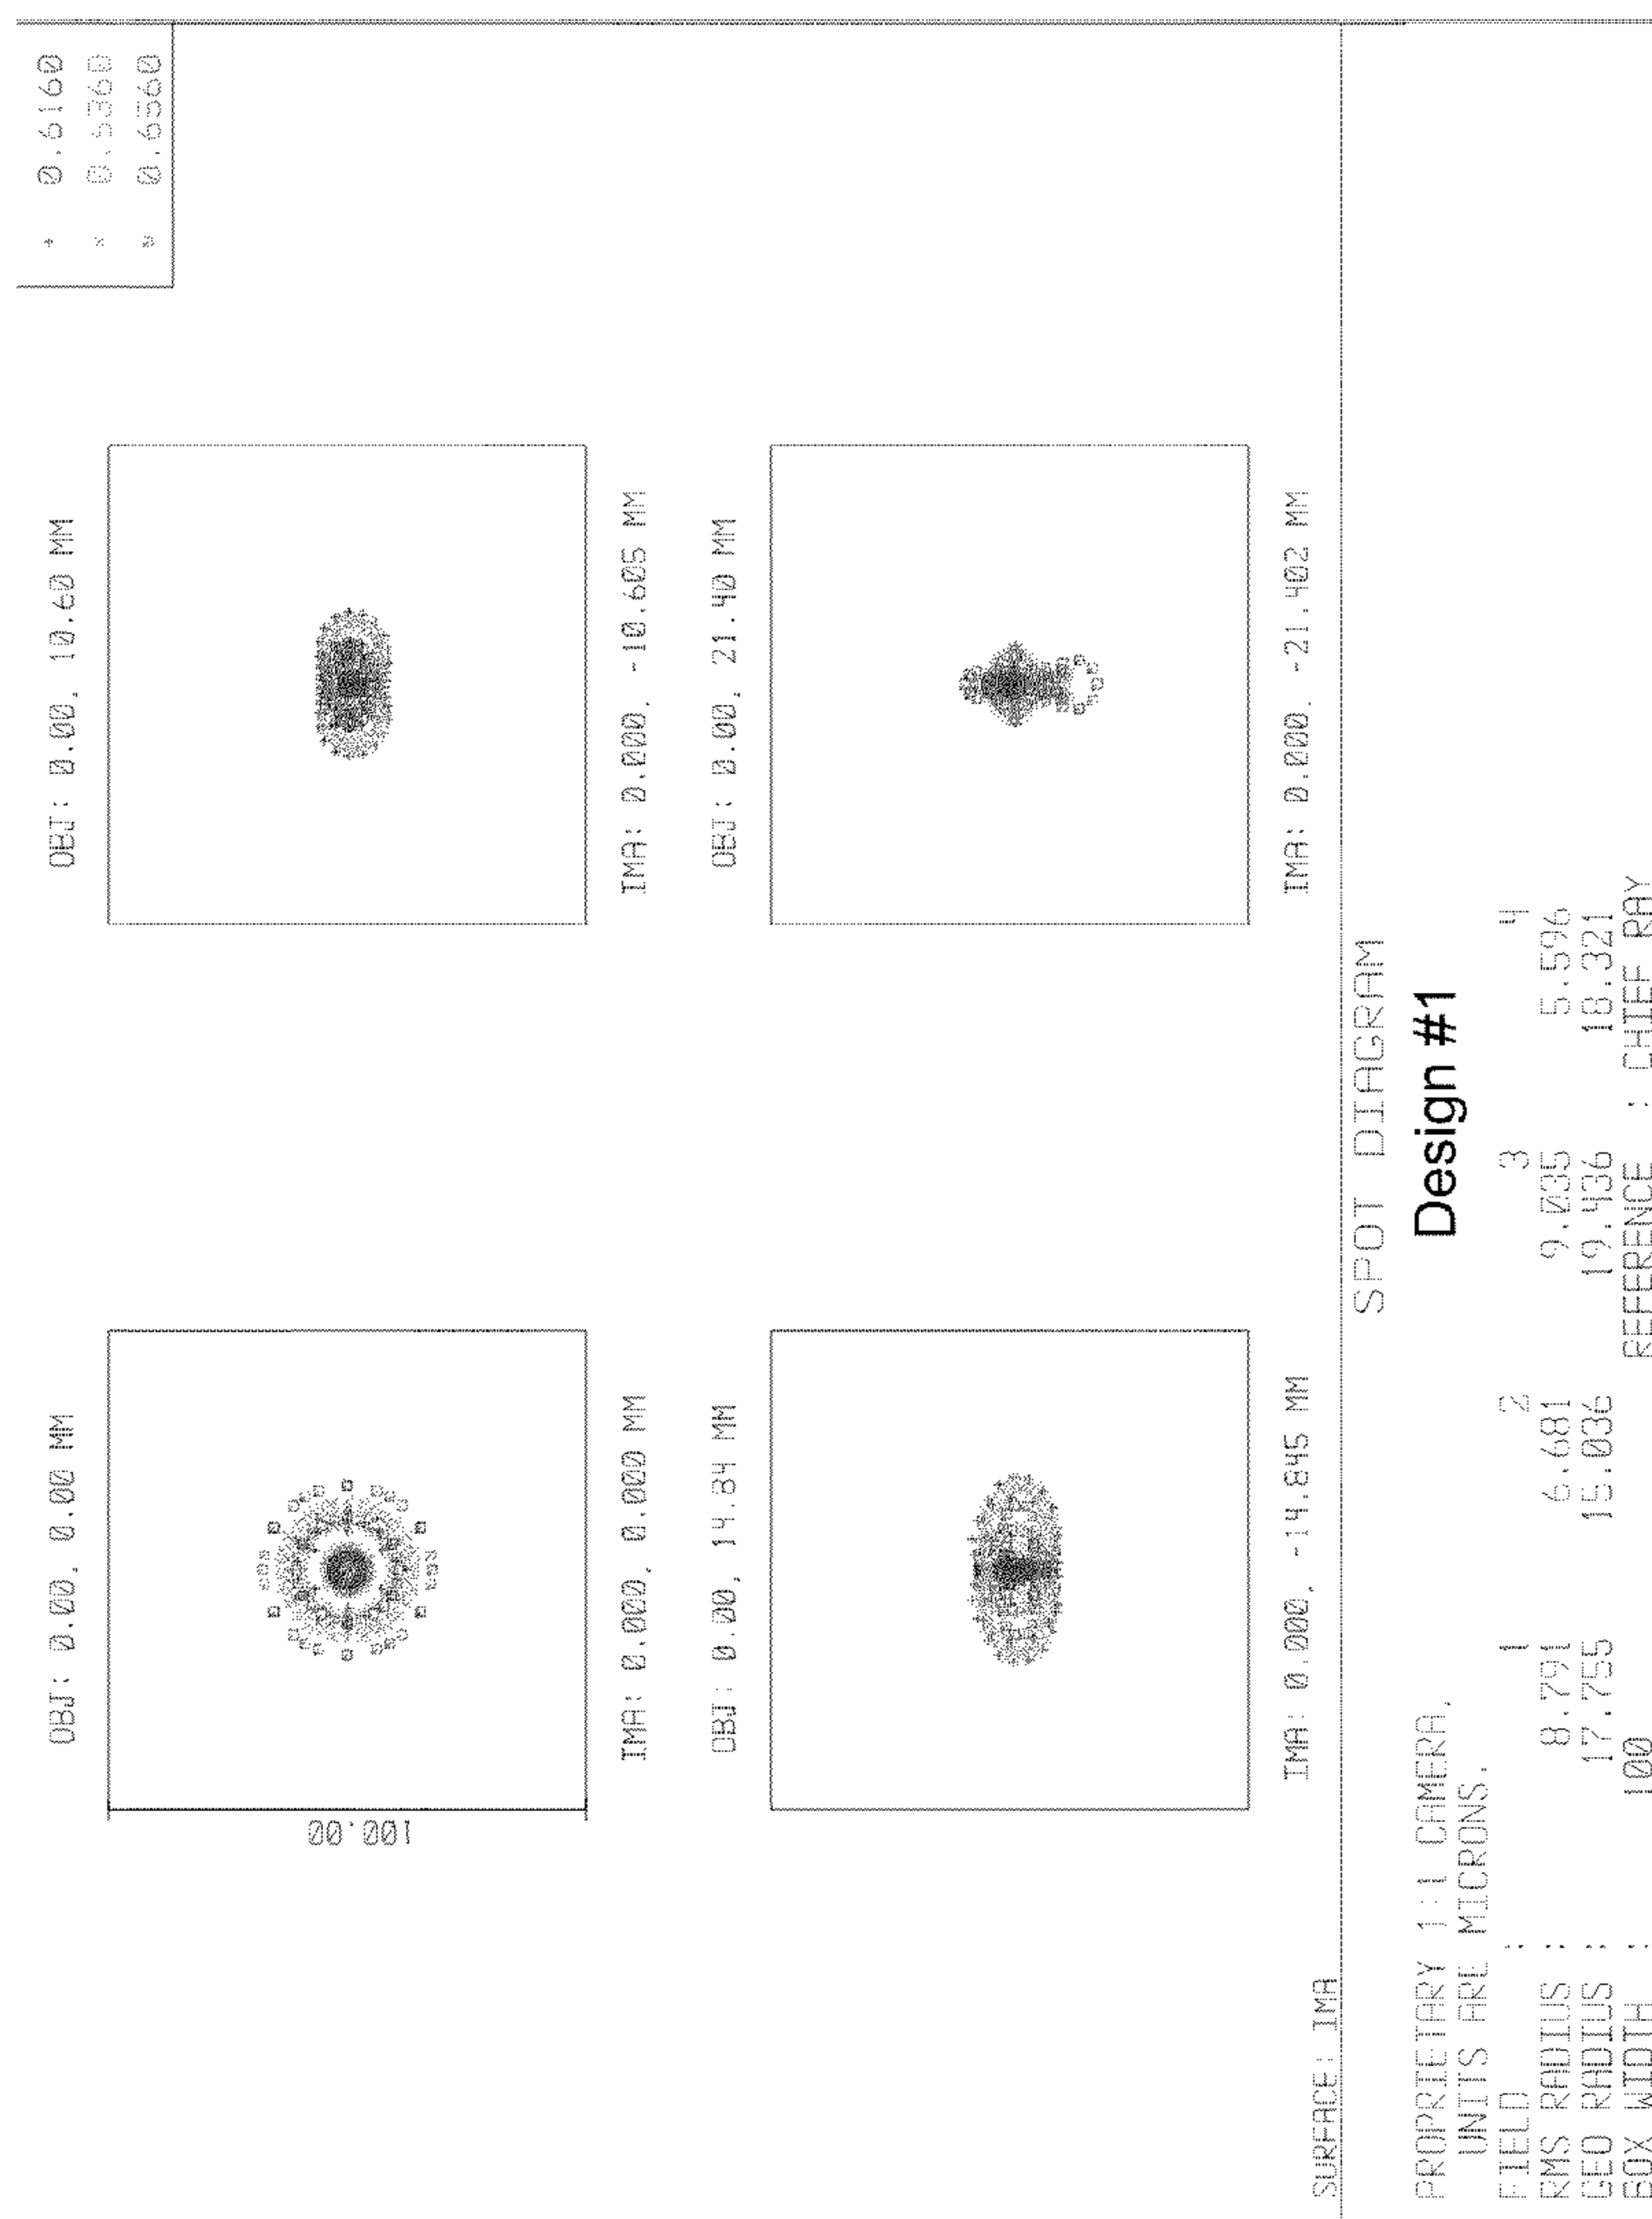 + 0.6160
× 0.6360
□ 0.6560
OBJ: 0.00, 0.00 MM
OBJ: 0.00, 10.60 MM
100.00
IMA: 0.000, 0.000 MM
IMA: 0.000, -10.605 MM
OBJ: 0.00, 14.84 MM
OBJ: 0.00, 21.40 MM
IMA: 0.000, -14.845 MM
IMA: 0.000, -21.402 MM
SURFACE: IMA
SPOT DIAGRAM
Design #1
PROPRIETARY 1:1 CAMERA.
UNITS ARE MICRONS.
FIELD : 1 2 3 4
RMS RADIUS : 8.791 6.681 9.035 5.596
GEO RADIUS : 17.755 15.036 19.436 18.321
BOX WIDTH : 100 REFERENCE : CHIEF RAY